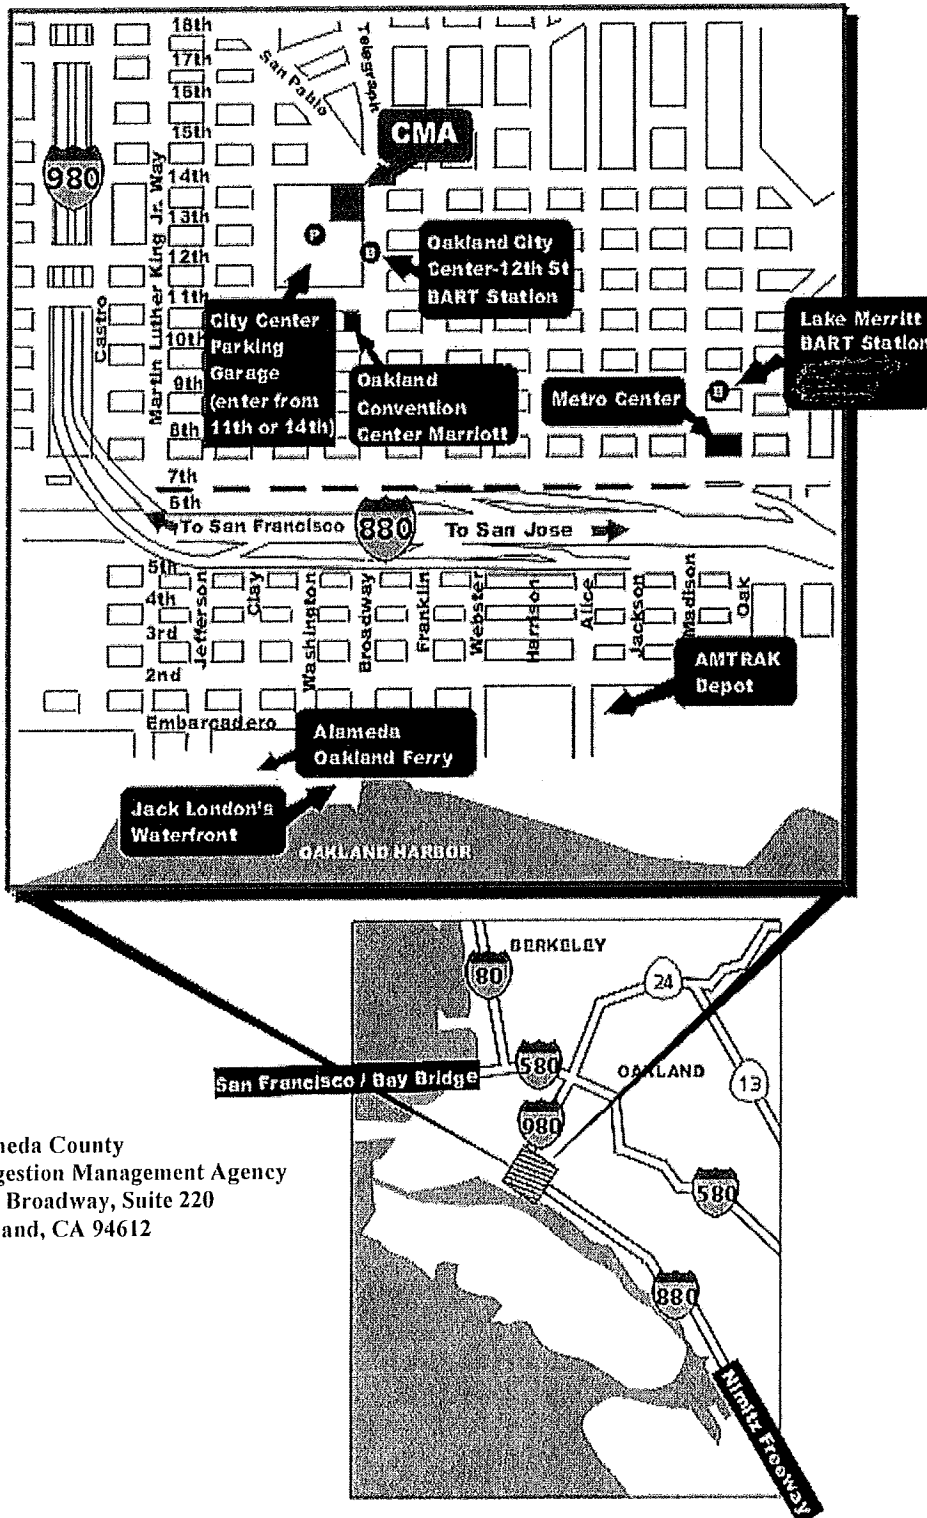 18th
17th
16th
15th
14th
13th
12th
11th
10th
9th
8th
7th
6th
5th
4th
3rd
2nd
Embarcadero
San Pablo
Telegraph
CMA
980
Martin Luther King Jr. Way
Castro
P
B
Oakland City
Center-12th St
BART Station
City Center
Parking
Garage
(enter from
11th or 14th)
Oakland
Convention
Center Marriott
Metro Center
B
Lake Merritt
BART Station
To San Francisco
880
To San Jose
Jefferson
Clay
Washington
Broadway
Franklin
Webster
Harrison
Alice
Jackson
Madison
Oak
AMTRAK
Depot
Alameda
Oakland Ferry
Jack London's
Waterfront
OAKLAND HARBOR
BERKELEY
80
24
580
OAKLAND
13
San Francisco / Bay Bridge
980
580
880
Nimitz Freeway
neda County
gestion Management Agency
Broadway, Suite 220
and, CA 94612